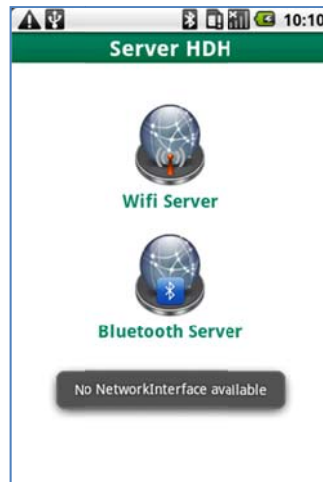 10:10
Server HDH
Wifi Server
Bluetooth Server
No NetworkInterface available